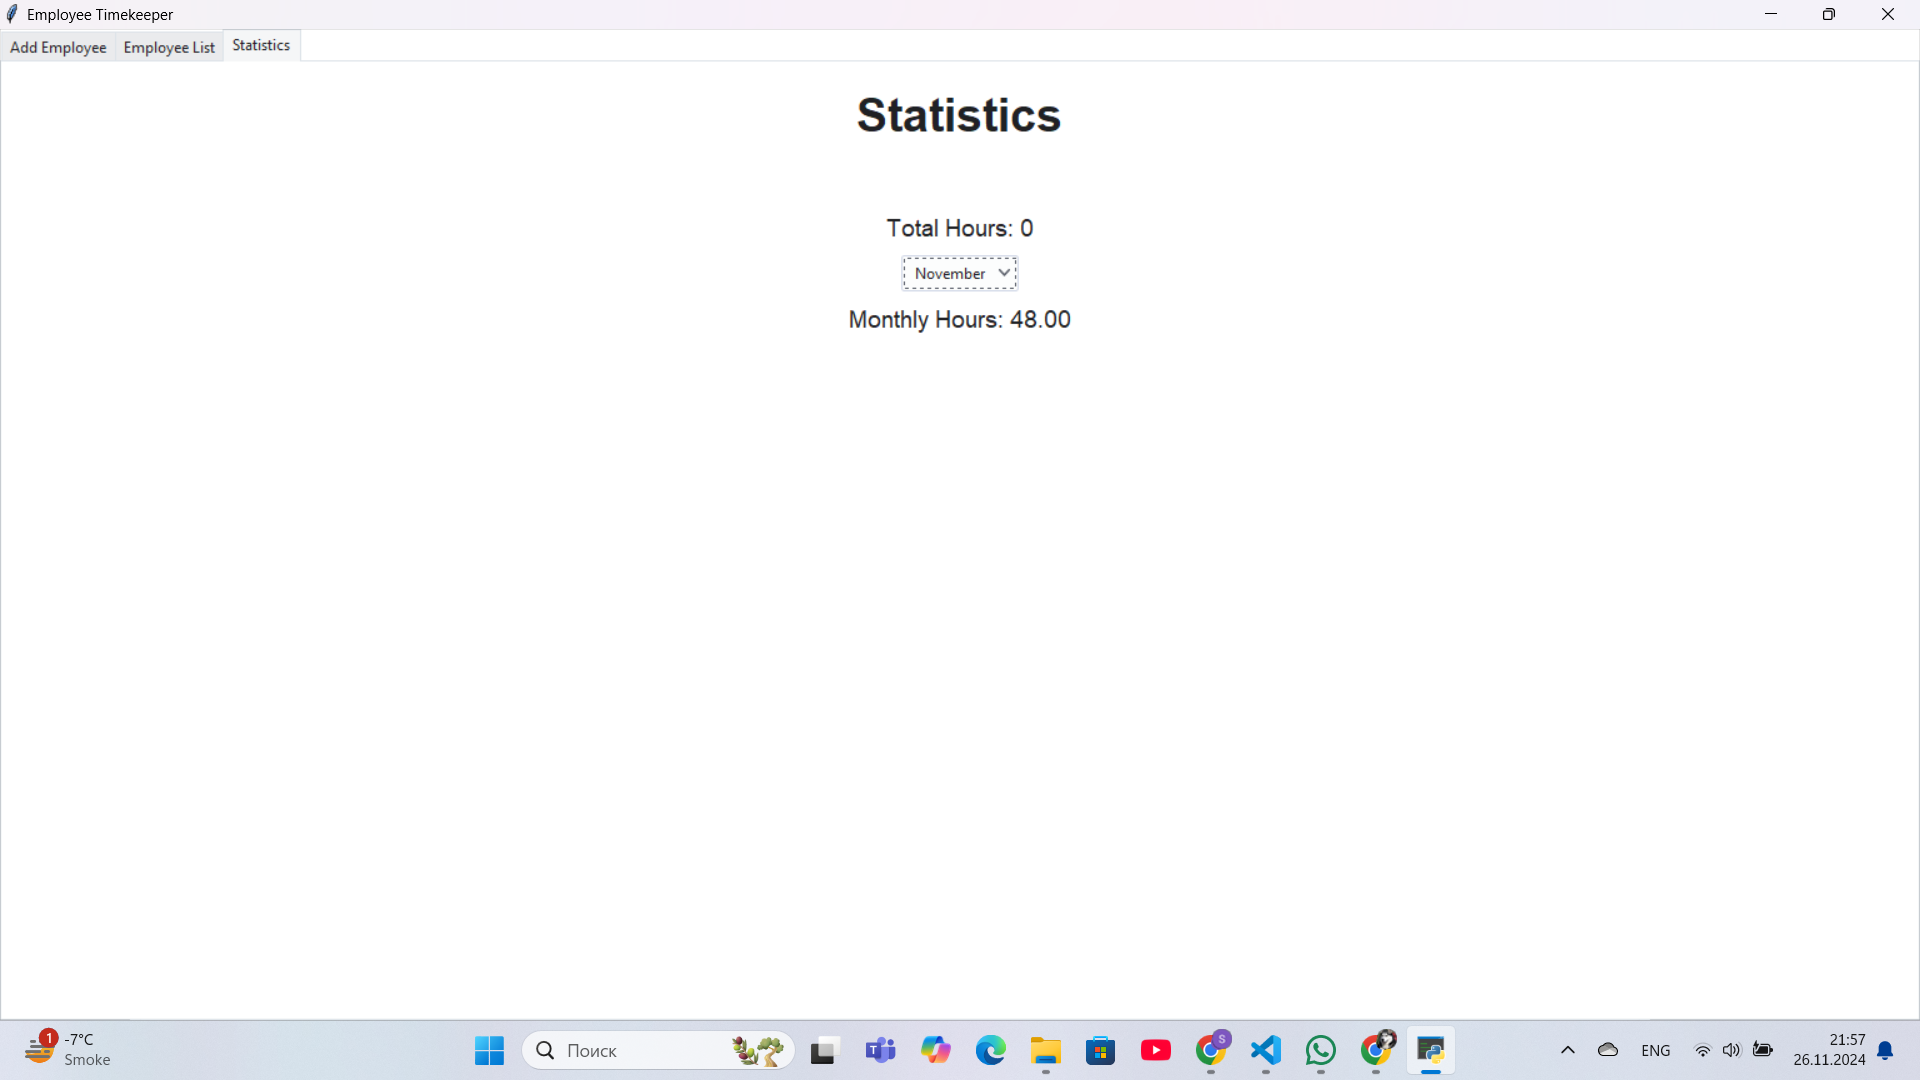 Employee Timekeeper
Add Employee Employee List Statistics
Statistics
Total Hours: 0
November
Monthly Hours: 48.00
1
-7°C
Smoke
Поиск
T
S
ENG
21:57
26.11.2024